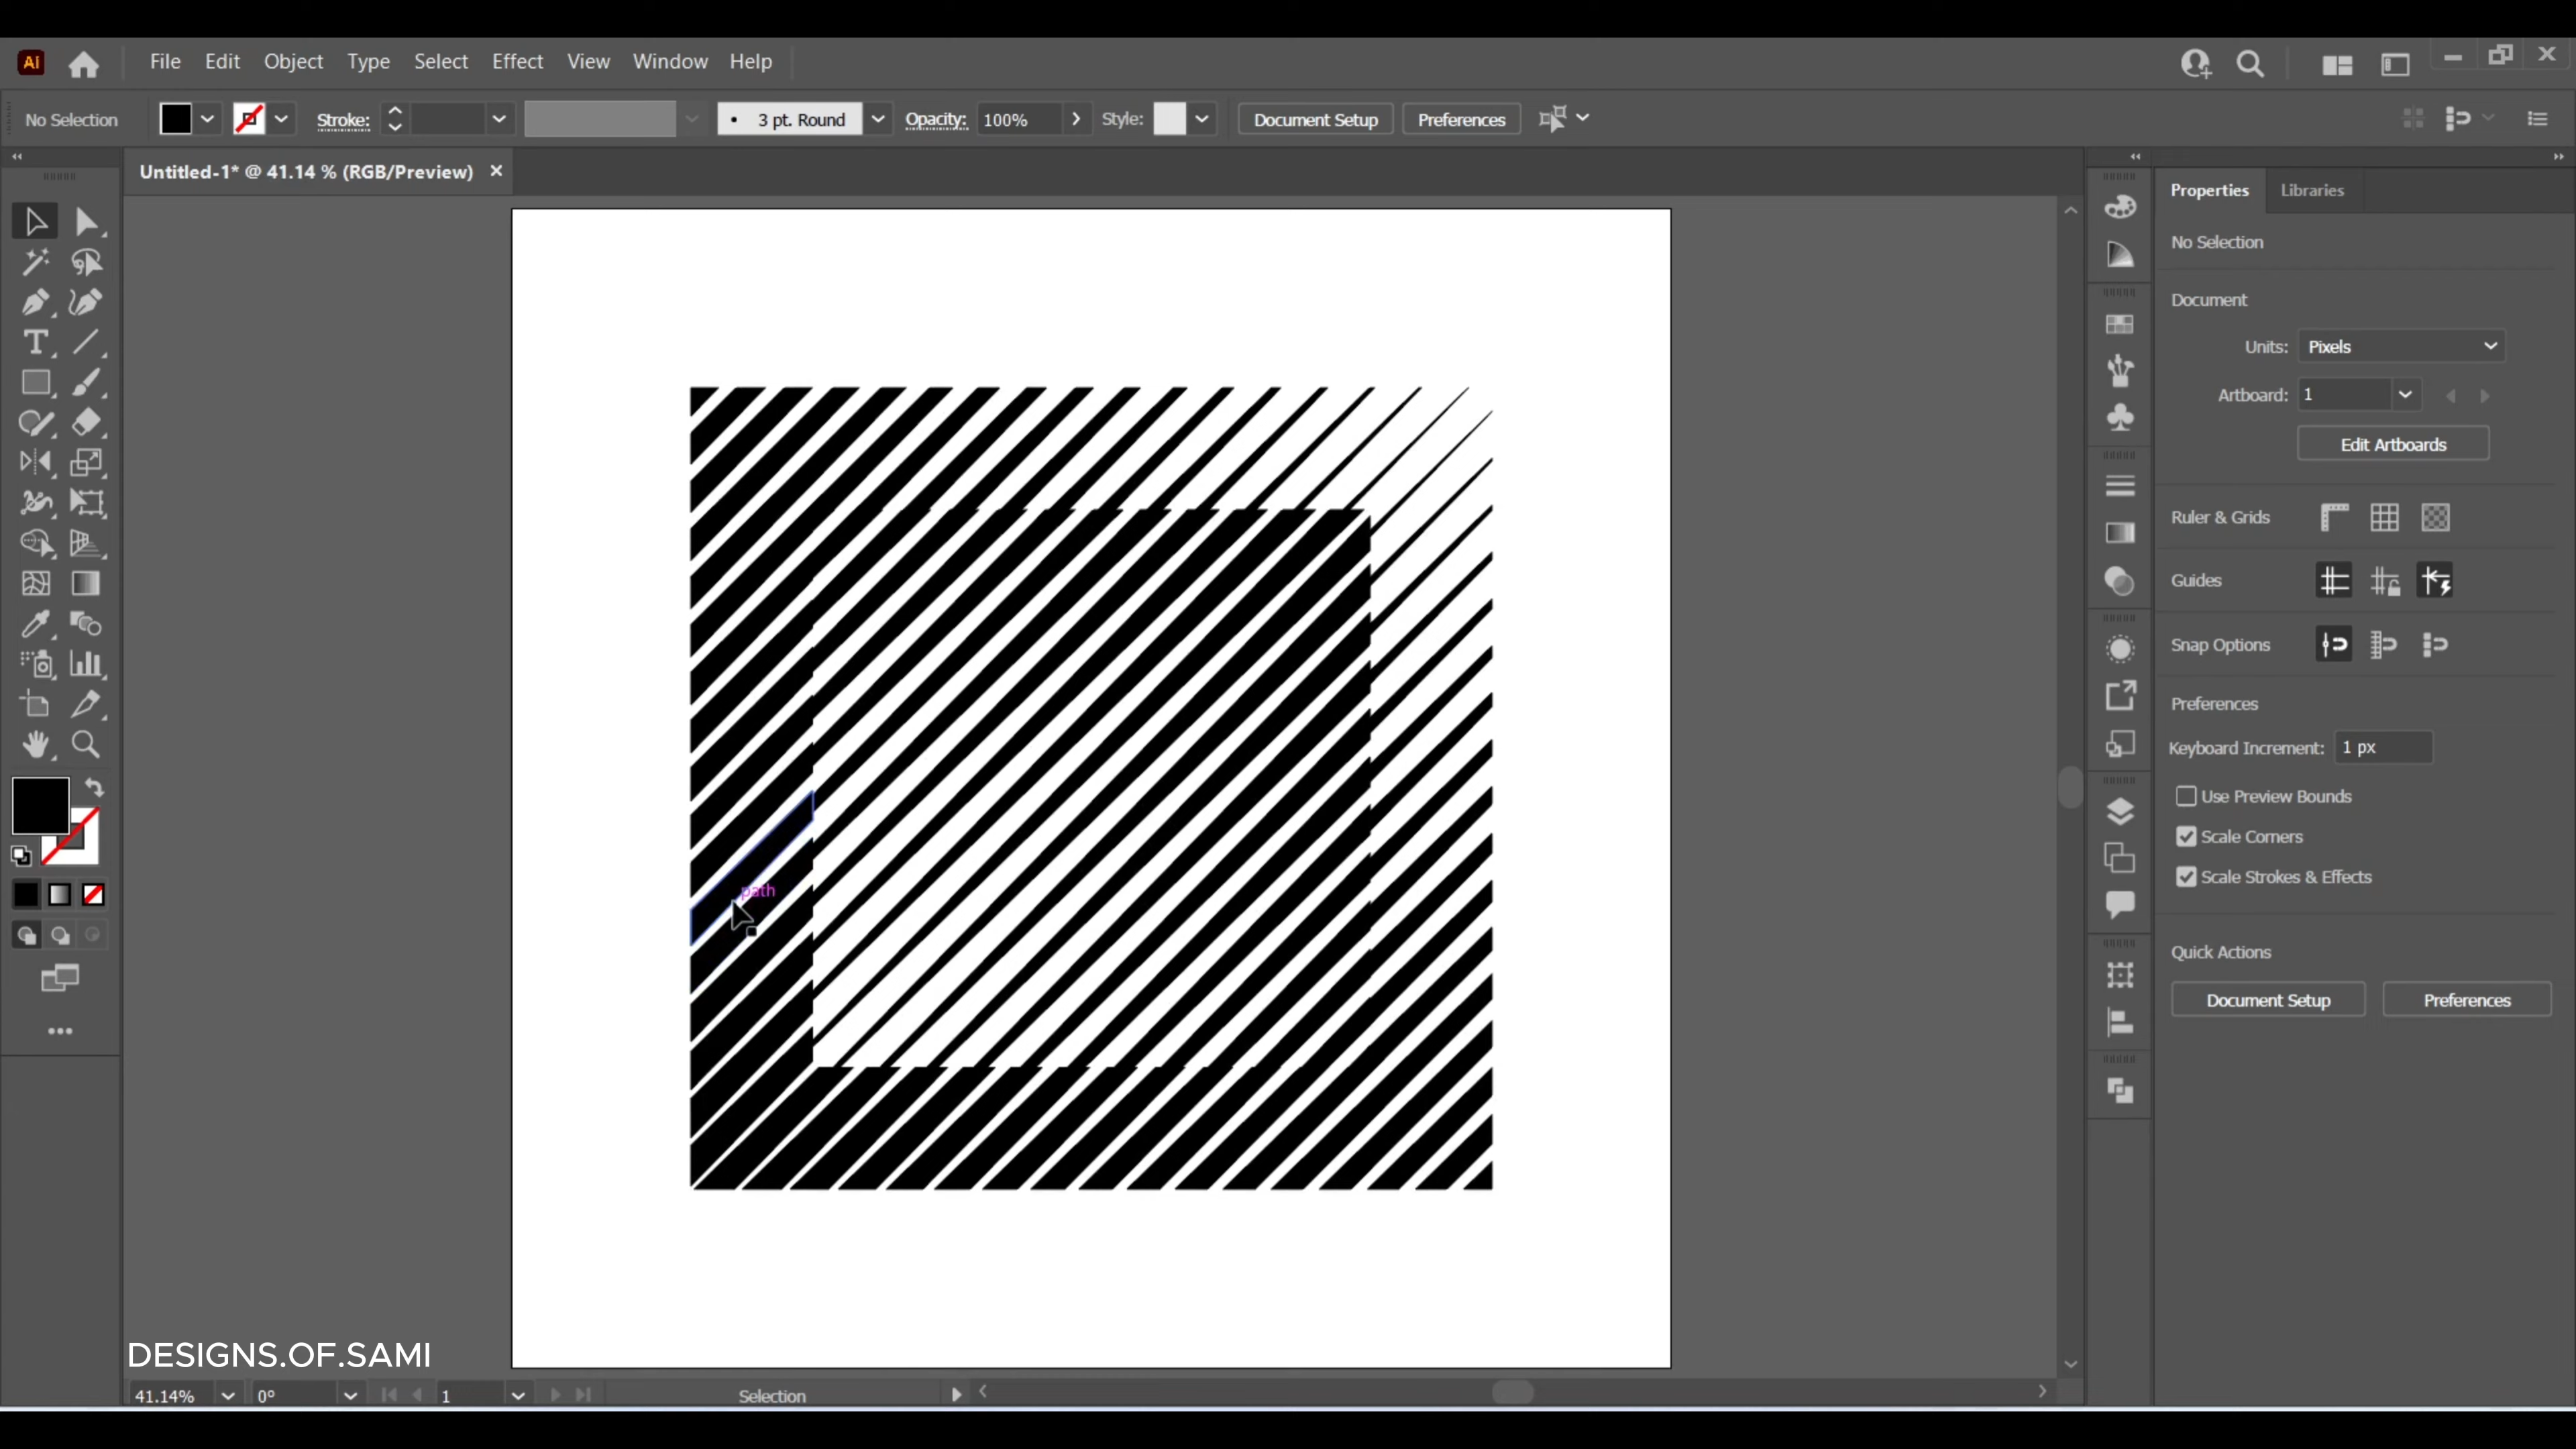 Ai File Edit Object Type Select Effect View Window Help
No Selection Stroke: 3 pt. Round Opacity: 100% Style: Document Setup Preferences
Untitled-1* @ 41.14 % (RGB/Preview)
Properties Libraries
No Selection
Document
Units: Pixels
Artboard: 1
Edit Artboards
Ruler & Grids
Guides
Snap Options
Preferences
Keyboard Increment: 1 px
Use Preview Bounds
Scale Corners
path
Scale Strokes & Effects
Quick Actions
Document Setup Preferences
DESIGNS.OF.SAMI
41.14% 0° 1 Selection